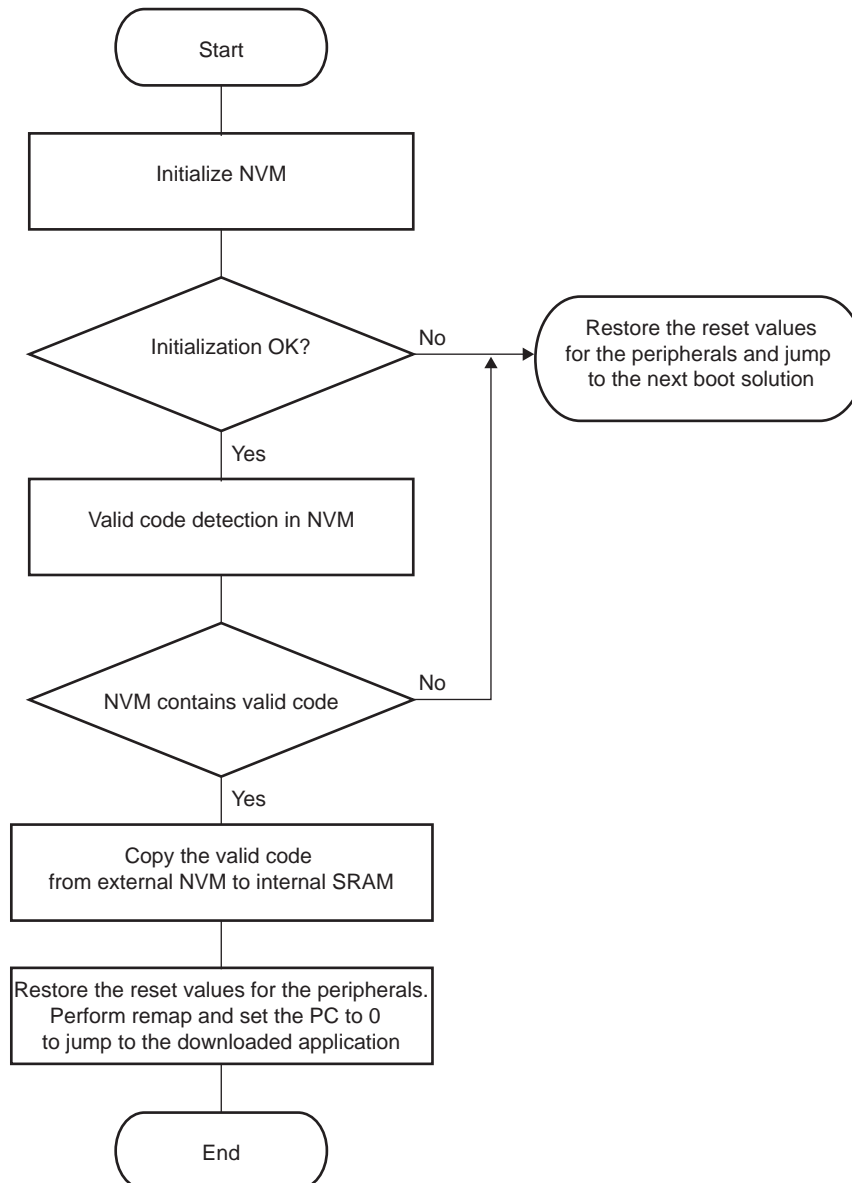 Start
Initialize NVM
Initialization OK?
No
Restore the reset values
for the peripherals and jump
to the next boot solution
Yes
Valid code detection in NVM
NVM contains valid code
No
Yes
Copy the valid code
from external NVM to internal SRAM
Restore the reset values for the peripherals.
Perform remap and set the PC to 0
to jump to the downloaded application
End